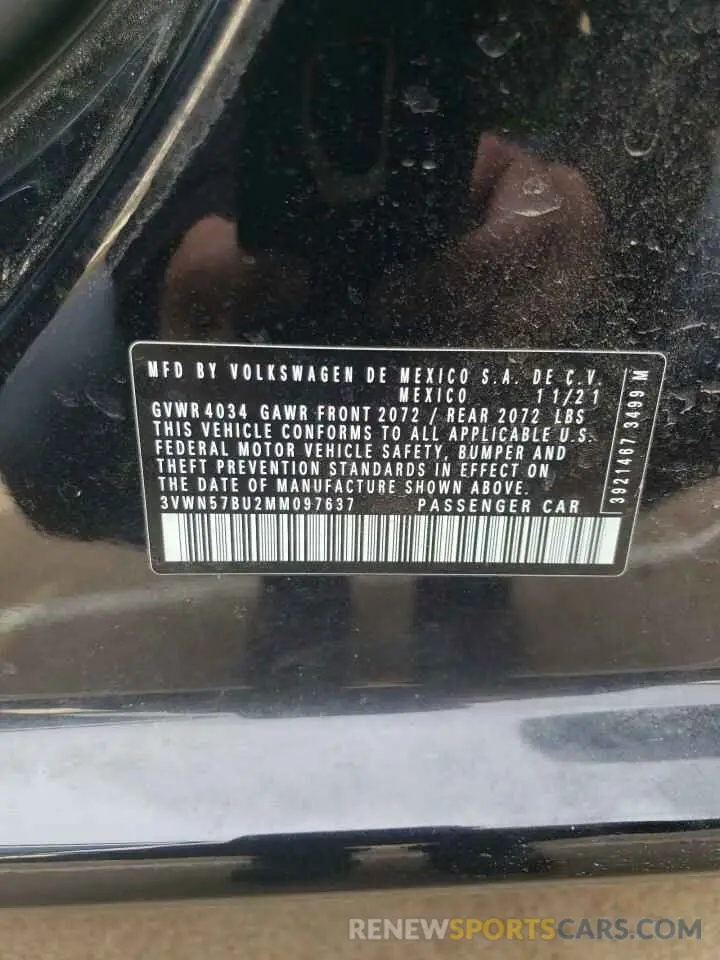 MFD BY VOLKSWAGEN DE MEXICO S.A. DE C.V.
MEXICO 11/21
GVWR 4034 GAWR FRONT 2072 / REAR 2072 LBS
THIS VEHICLE CONFORMS TO ALL APPLICABLE U.S.
FEDERAL MOTOR VEHICLE SAFETY, BUMPER AND
THEFT PREVENTION STANDARDS IN EFFECT ON
THE DATE OF MANUFACTURE SHOWN ABOVE.
3VWN57BU2MM097637 PASSENGER CAR
3921467 3499 M
RENEWSPORTSCARS.COM